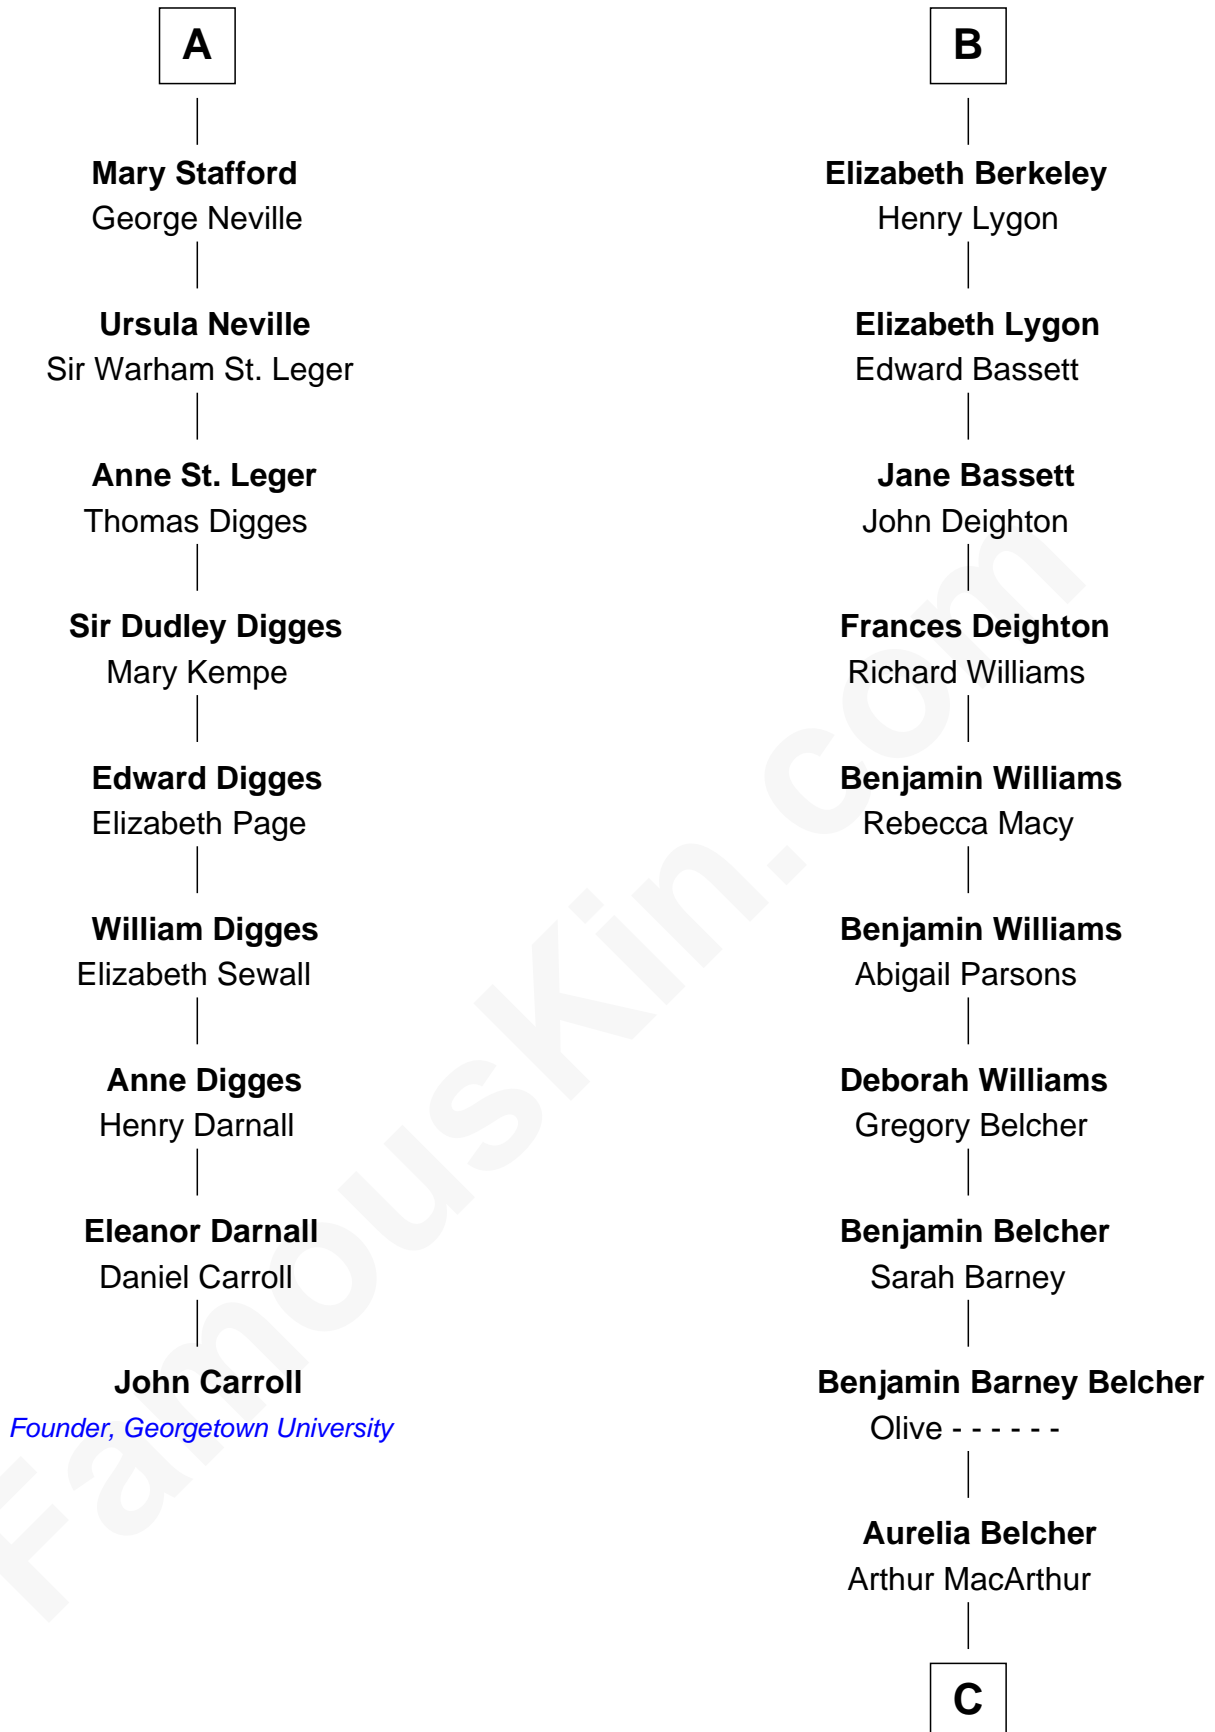 A
Mary Stafford
George Neville
Ursula Neville
Sir Warham St. Leger
Anne St. Leger
Thomas Digges
Sir Dudley Digges
Mary Kempe
Edward Digges
Elizabeth Page
William Digges
Elizabeth Sewall
Anne Digges
Henry Darnall
Eleanor Darnall
Daniel Carroll
John Carroll
Founder, Georgetown University
B
Elizabeth Berkeley
Henry Lygon
Elizabeth Lygon
Edward Bassett
Jane Bassett
John Deighton
Frances Deighton
Richard Williams
Benjamin Williams
Rebecca Macy
Benjamin Williams
Abigail Parsons
Deborah Williams
Gregory Belcher
Benjamin Belcher
Sarah Barney
Benjamin Barney Belcher
Olive - - - - - -
Aurelia Belcher
Arthur MacArthur
C
FamousKin.com